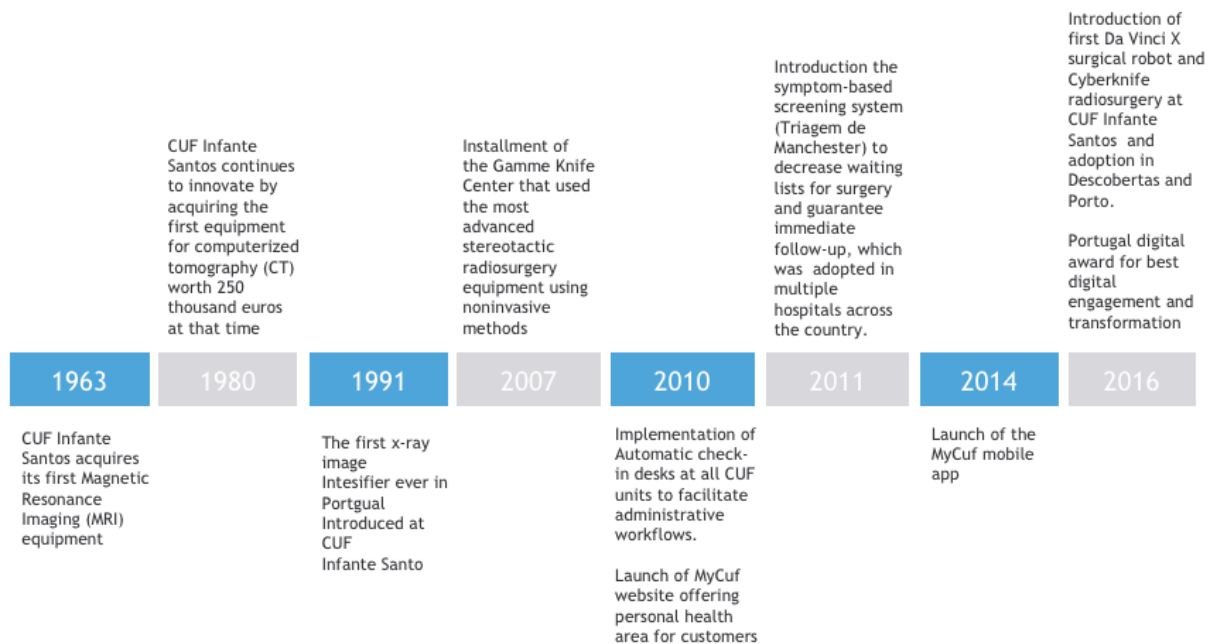 CUF Infante
Santos continues
to innovate by
acquiring the
first equipment
for computerized
tomography (CT)
worth 250
thousand euros
at that time
Installment of
the Gamme Knife
Center that used
the most
advanced
stereotactic
radiosurgery
equipment using
noninvasive
methods
Introduction the
symptom-based
screening system
(Triagem de
Manchester) to
decrease waiting
lists for surgery
and guarantee
immediate
follow-up, which
was  adopted in
multiple
hospitals across
the country.
Introduction of
first Da Vinci X
surgical robot and
Cyberknife
radiosurgery at
CUF Infante
Santos  and
adoption in
Descobertas and
Porto.
Portugal digital
award for best
digital
engagement and
transformation
1963
1980
1991
2007
2010
2011
2014
2016
CUF Infante
Santos acquires
its first Magnetic
Resonance
Imaging (MRI)
equipment
The first x-ray
image
Intesifier ever in
Portgual
Introduced at
CUF
Infante Santo
Implementation of
Automatic check-
in desks at all CUF
units to facilitate
administrative
workflows.
Launch of MyCuf
website offering
personal health
area for customers
Launch of the
MyCuf mobile
app